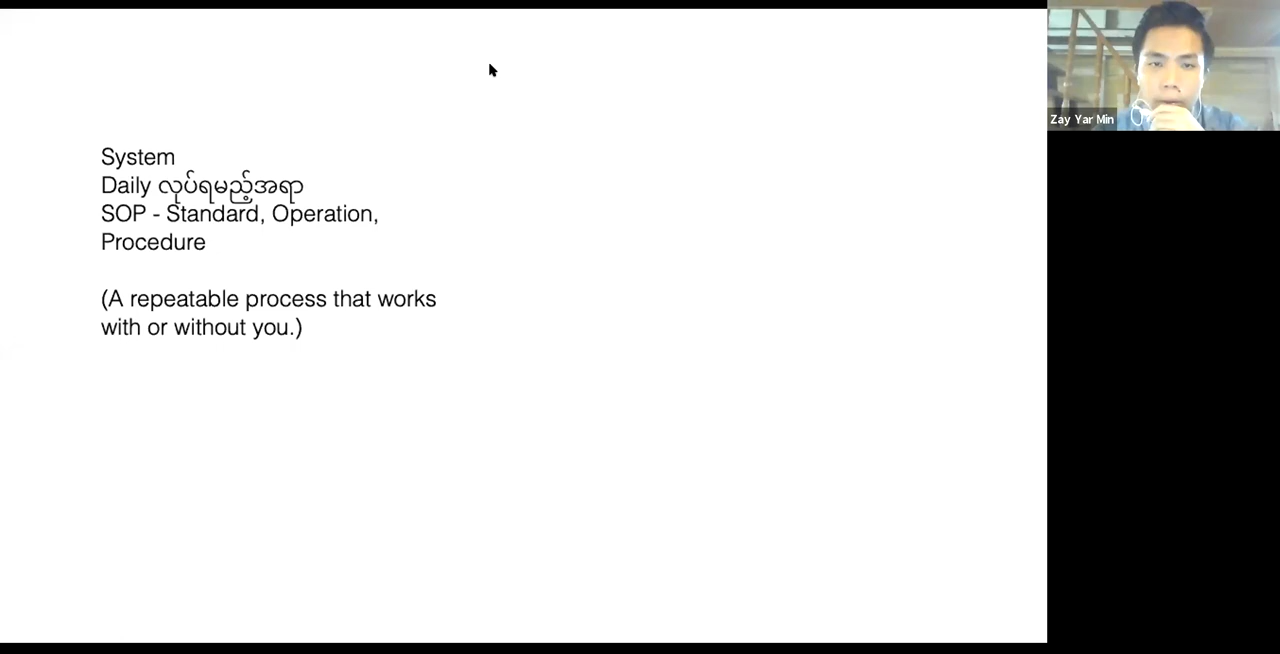 System
Daily လုပ်ရမည့်အရာ
SOP - Standard, Operation,
Procedure
(A repeatable process that works
with or without you.)
Zay Yar Min